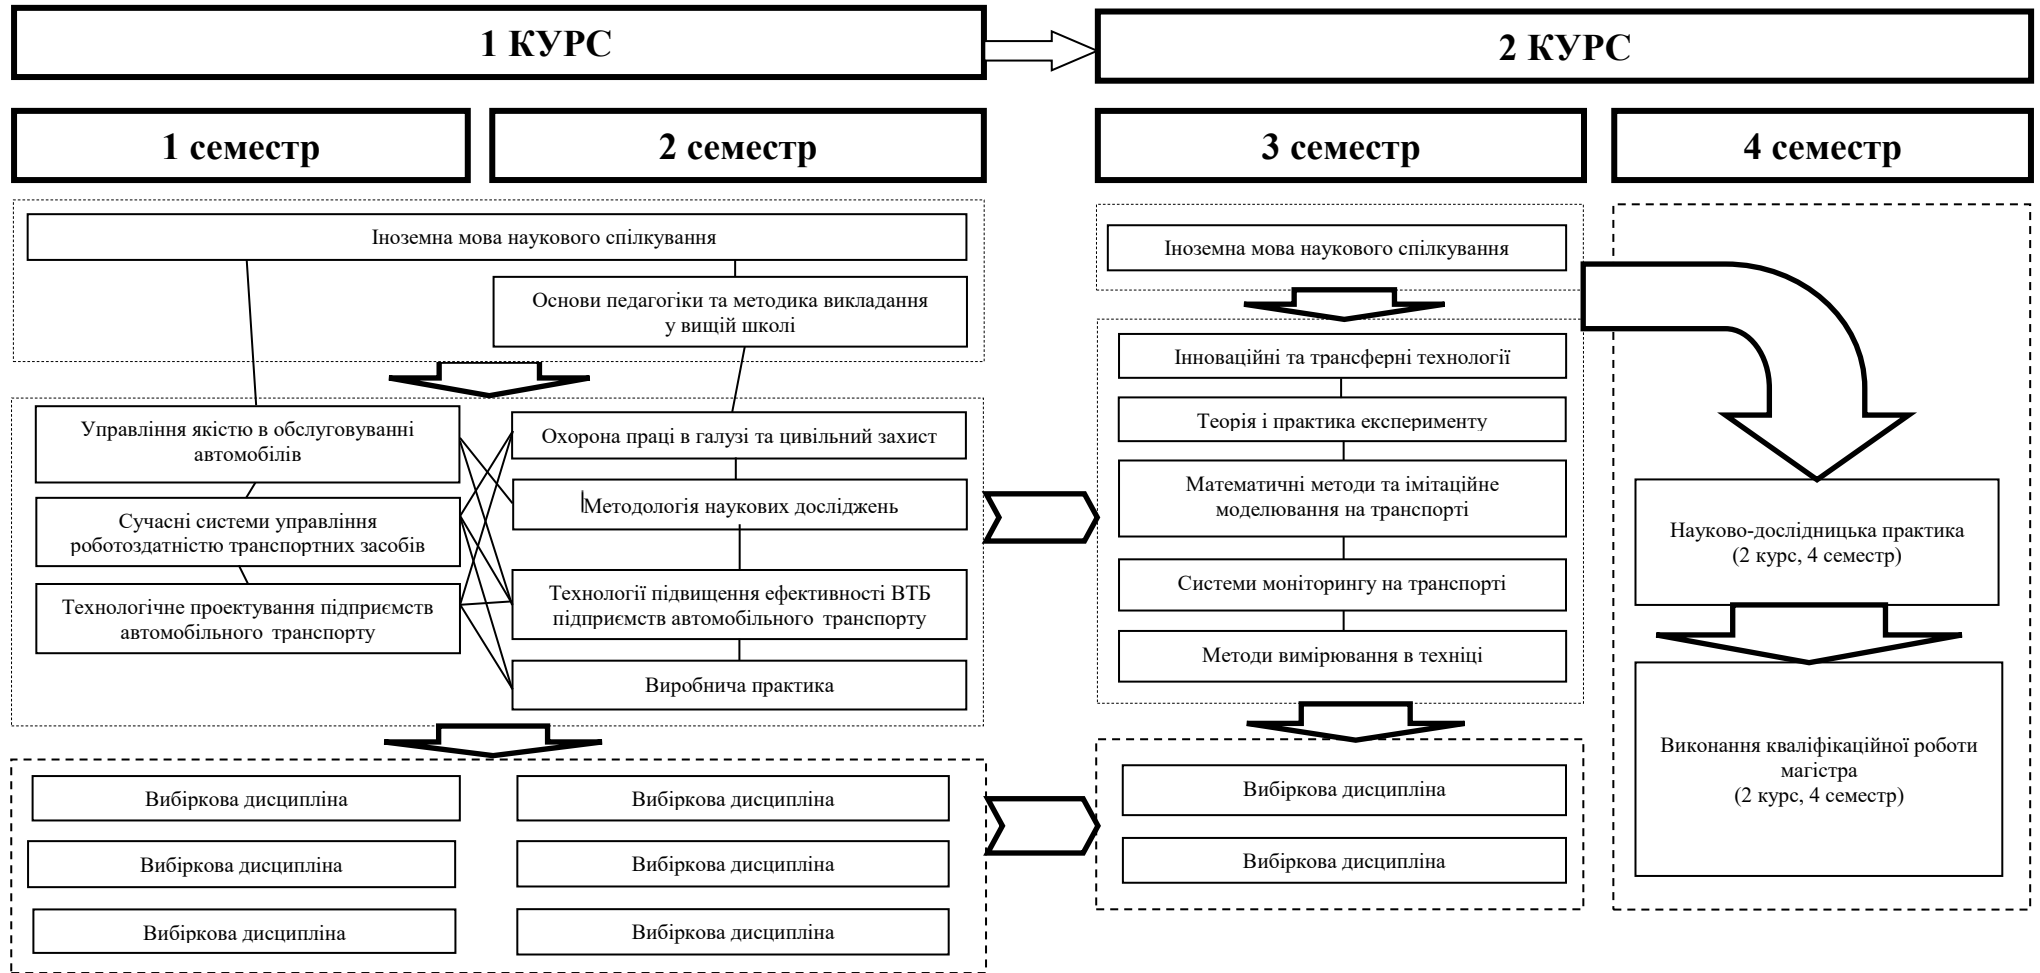 1 КУРС
2 КУРС
1 семестр
2 семестр
3 семестр
4 семестр
Іноземна мова наукового спілкування
Основи педагогіки та методика викладання
у вищій школі
Управління якістю в обслуговуванні
автомобілів
Сучасні системи управління
роботоздатністю транспортних засобів
Технологічне проектування підприємств
автомобільного транспорту
Охорона праці в галузі та цивільний захист
Методологія наукових досліджень
Технології підвищення ефективності ВТБ
підприємств автомобільного транспорту
Виробнича практика
Вибіркова дисципліна
Вибіркова дисципліна
Вибіркова дисципліна
Вибіркова дисципліна
Вибіркова дисципліна
Вибіркова дисципліна
Іноземна мова наукового спілкування
Інноваційні та трансферні технології
Теорія і практика експерименту
Математичні методи та імітаційне
моделювання на транспорті
Системи моніторингу на транспорті
Методи вимірювання в техніці
Вибіркова дисципліна
Вибіркова дисципліна
Науково-дослідницька практика
(2 курс, 4 семестр)
Виконання кваліфікаційної роботи
магістра
(2 курс, 4 семестр)